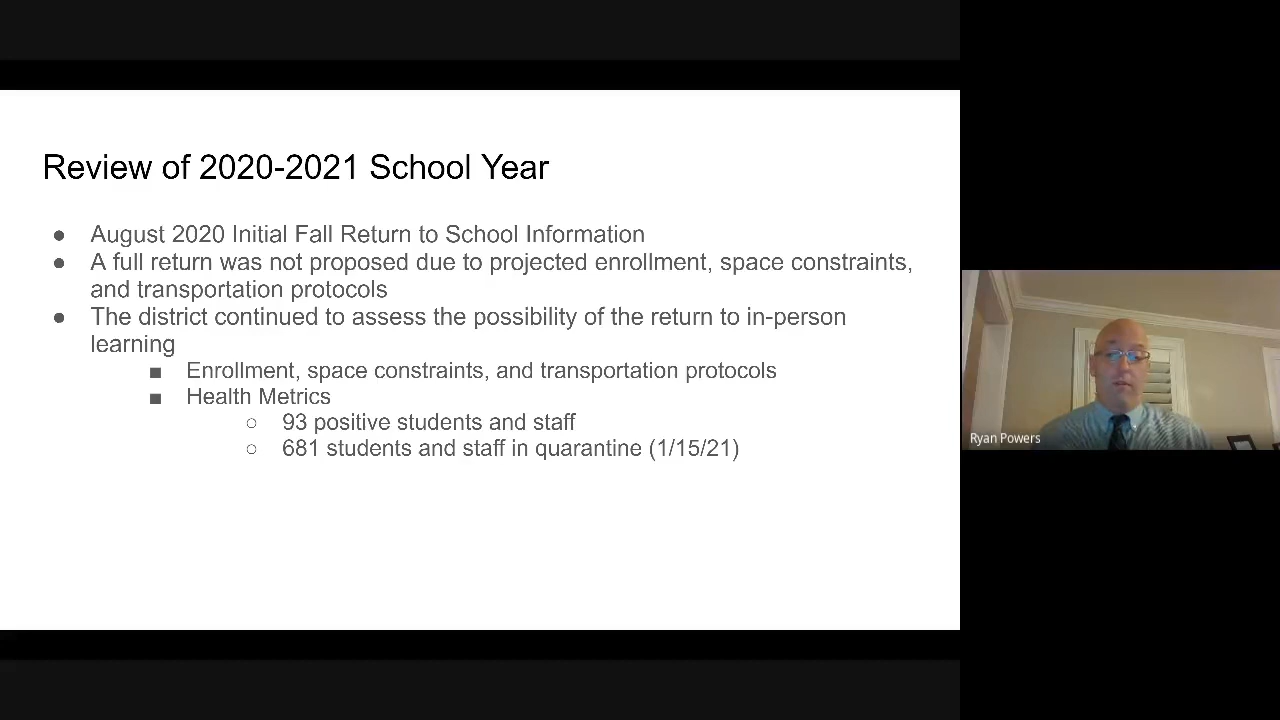 Review of 2020-2021 School Year
● August 2020 Initial Fall Return to School Information
● A full return was not proposed due to projected enrollment, space constraints,
and transportation protocols
● The district continued to assess the possibility of the return to in-person
learning
■ Enrollment, space constraints, and transportation protocols
■ Health Metrics
○ 93 positive students and staff
○ 681 students and staff in quarantine (1/15/21)
Ryan Powers